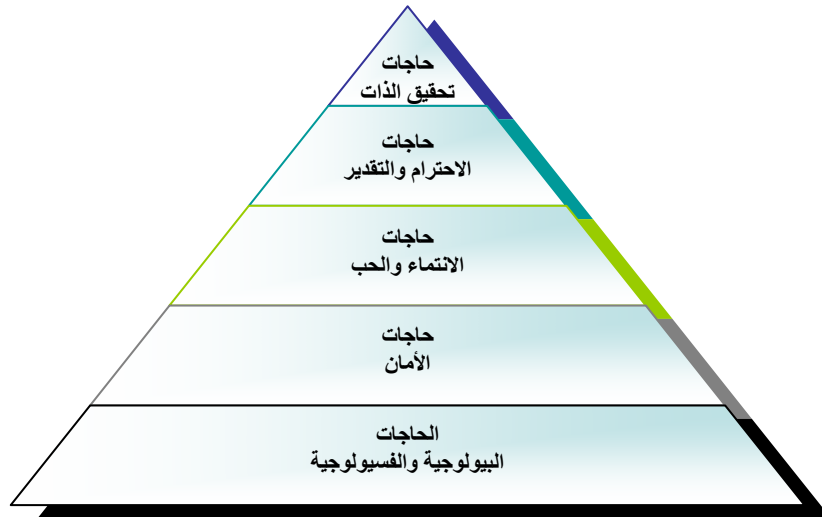 حاجات
تحقيق الذات
حاجات
الاحترام والتقدير
حاجات
الانتماء والحب
حاجات
الأمان
الحاجات
البيولوجية والفسيولوجية